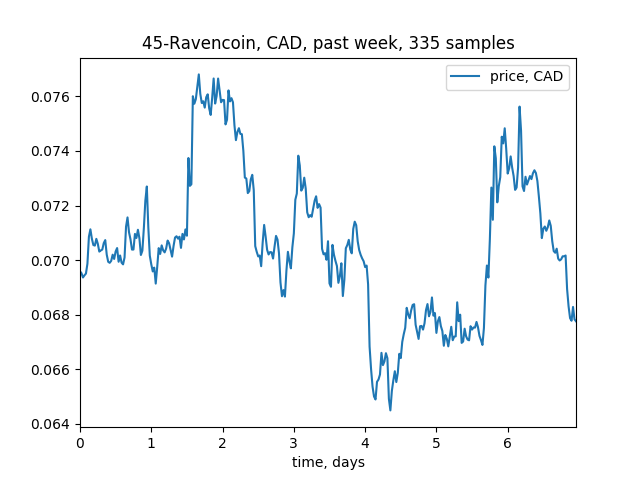 45-Ravencoin, CAD, past week, 335 samples
price, CAD
0.076
0.074
0.072
0.070
0.068
0.066
0.064
0 1 2 3 4 5 6
time, days